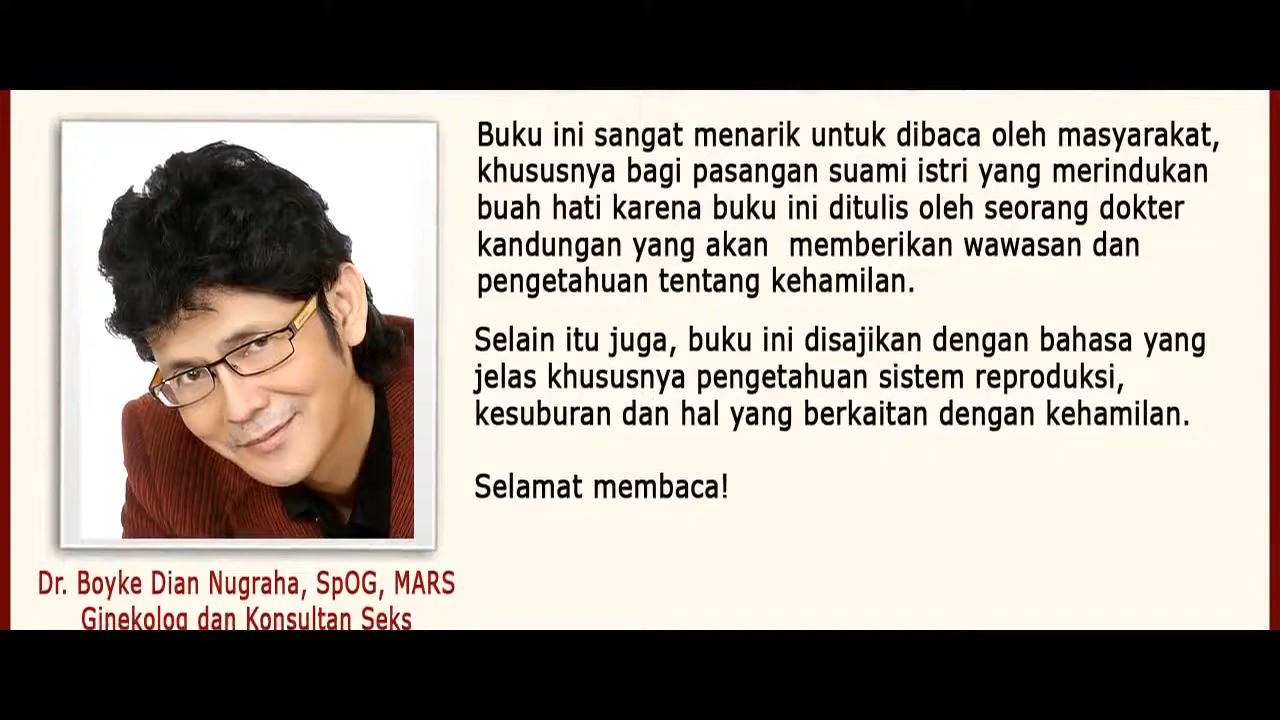 Buku ini sangat menarik untuk dibaca oleh masyarakat,
khususnya bagi pasangan suami istri yang merindukan
buah hati karena buku ini ditulis oleh seorang dokter
kandungan yang akan  memberikan wawasan dan
pengetahuan tentang kehamilan.
Selain itu juga, buku ini disajikan dengan bahasa yang
jelas khususnya pengetahuan sistem reproduksi,
kesuburan dan hal yang berkaitan dengan kehamilan.
Selamat membaca!
Dr. Boyke Dian Nugraha, SpOG, MARS
Ginekolog dan Konsultan Seks